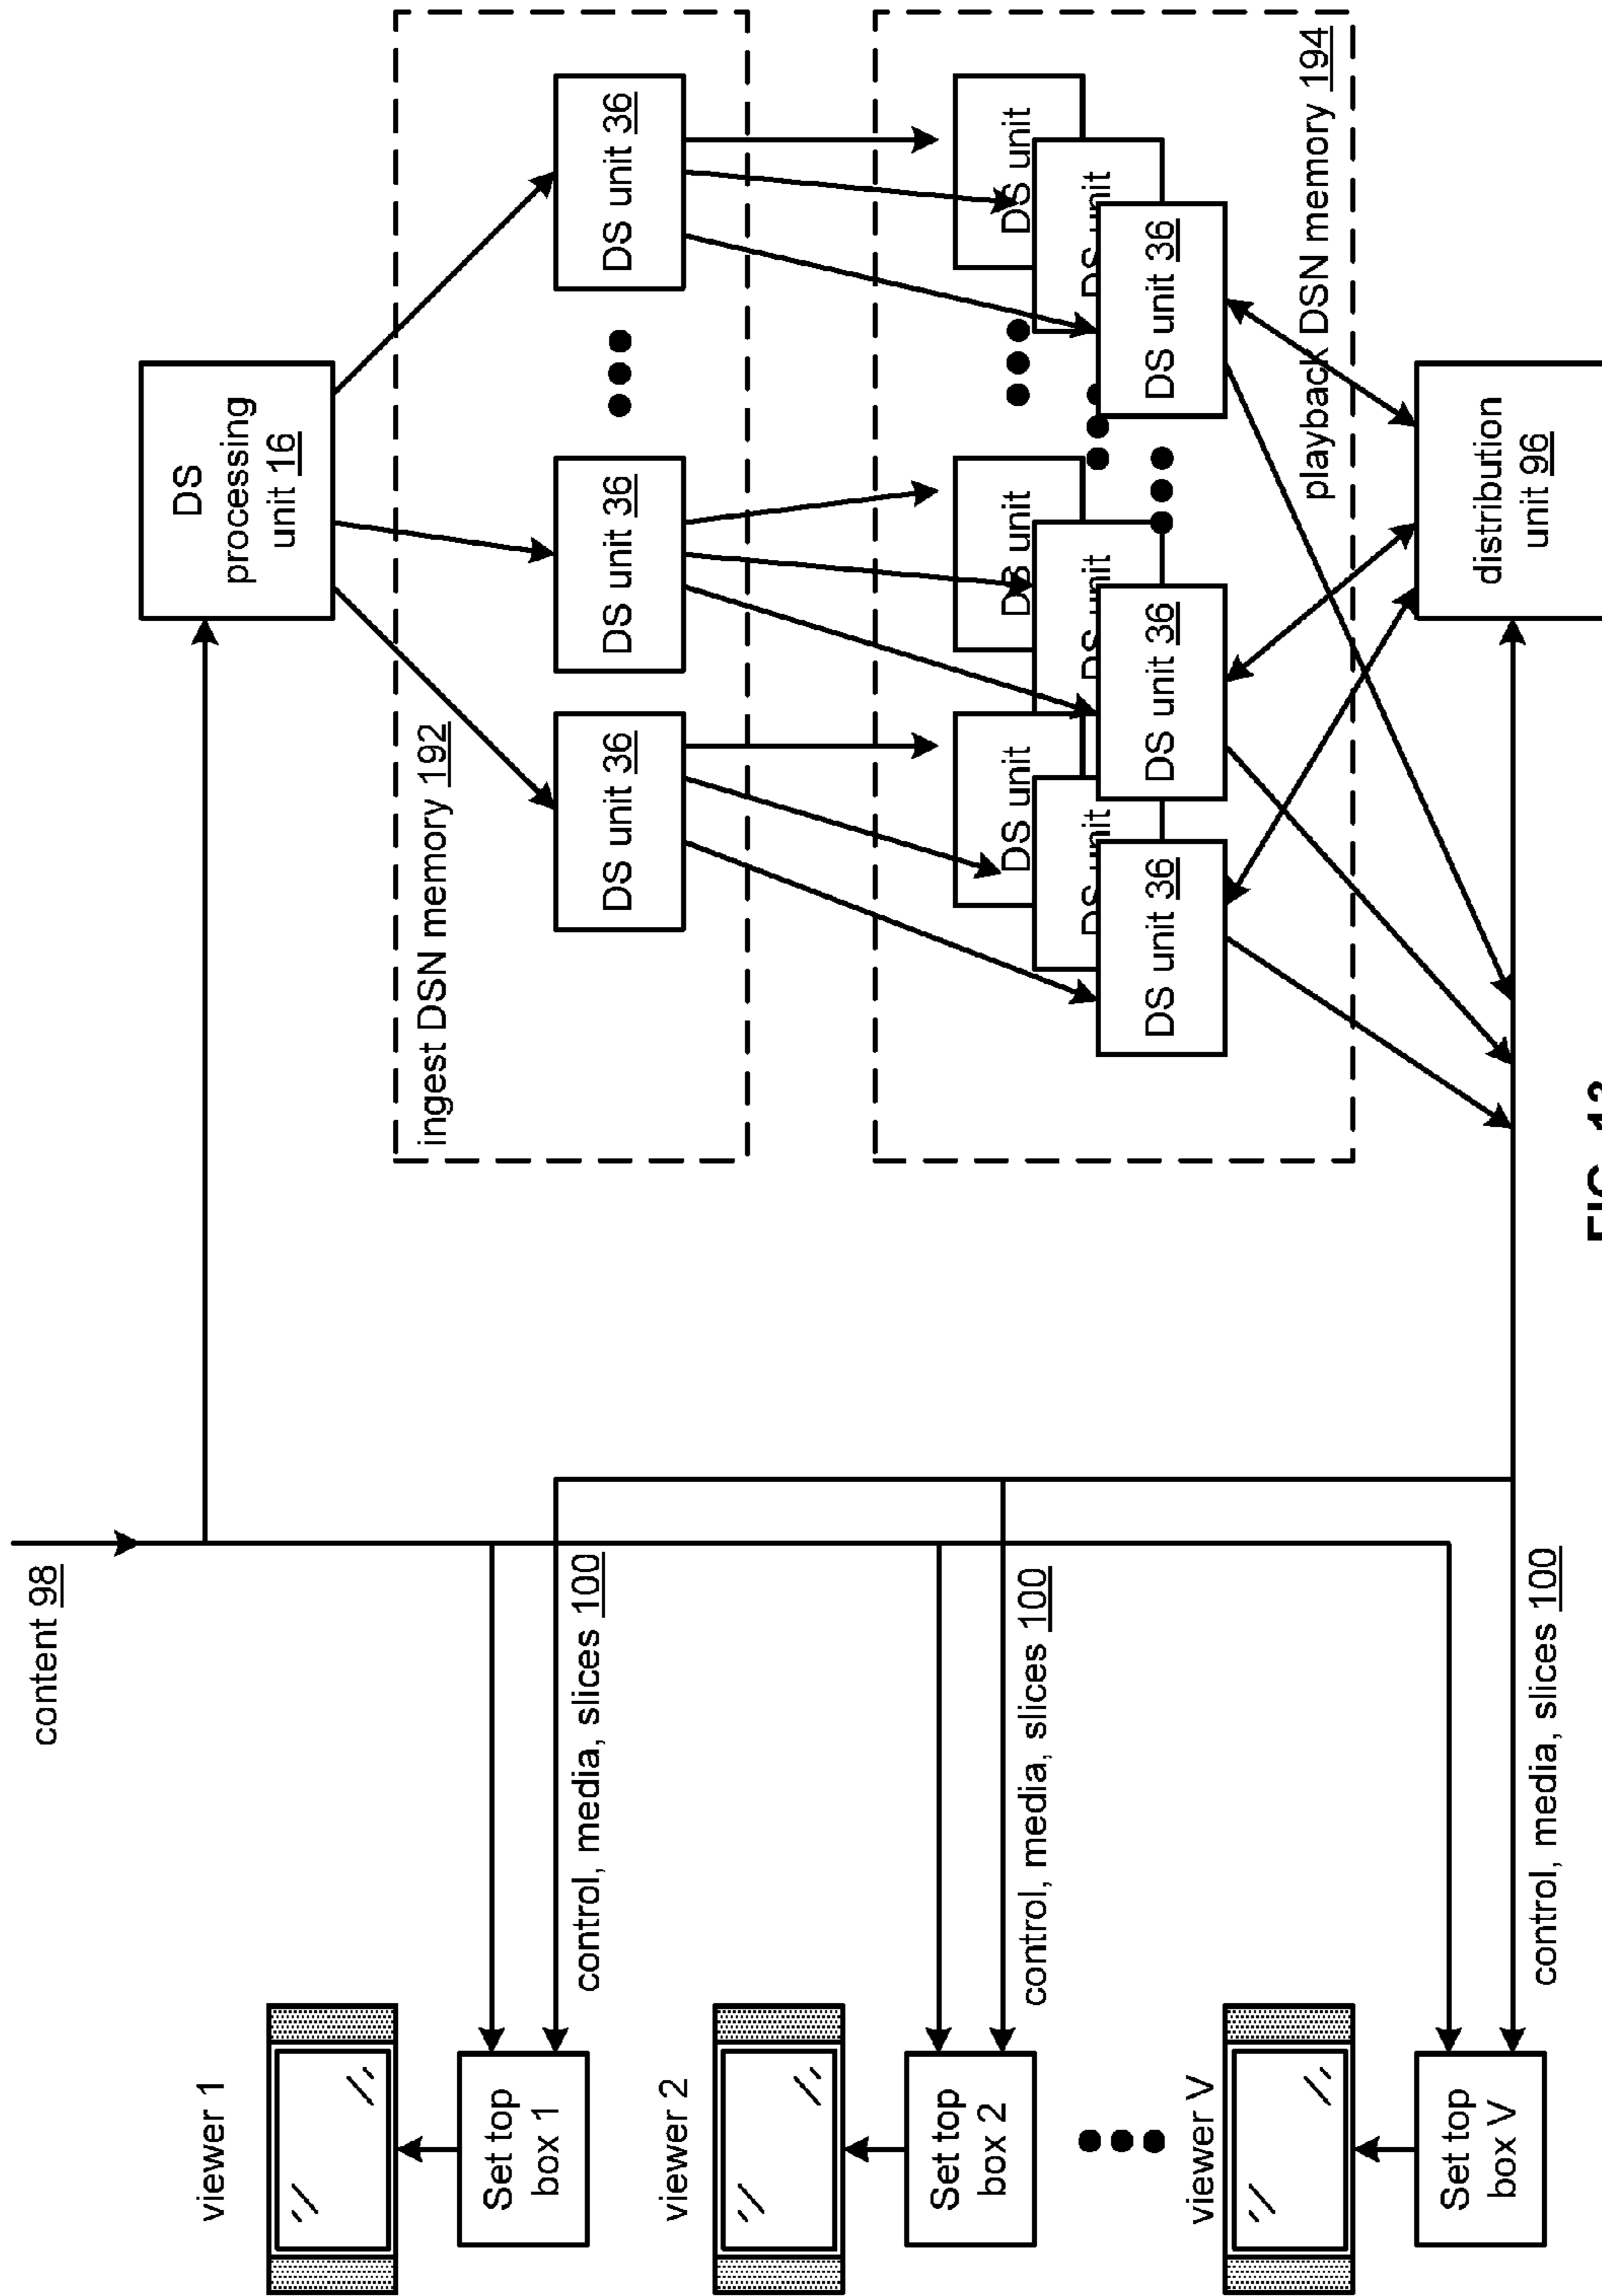 content 98
DS
processing
unit 16
viewer 1
ingest DSN memory 192
Set top
box 1
control, media, slices 100
DS unit 36
DS unit 36
DS unit 36
viewer 2
Set top
box 2
control, media, slices 100
DS unit
DS unit
DS unit
DS unit
DS unit
DS unit
DS unit 36
DS unit 36
DS unit 36
viewer V
playback DSN memory 194
Set top
box V
distribution
unit 96
control, media, slices 100
FIG.